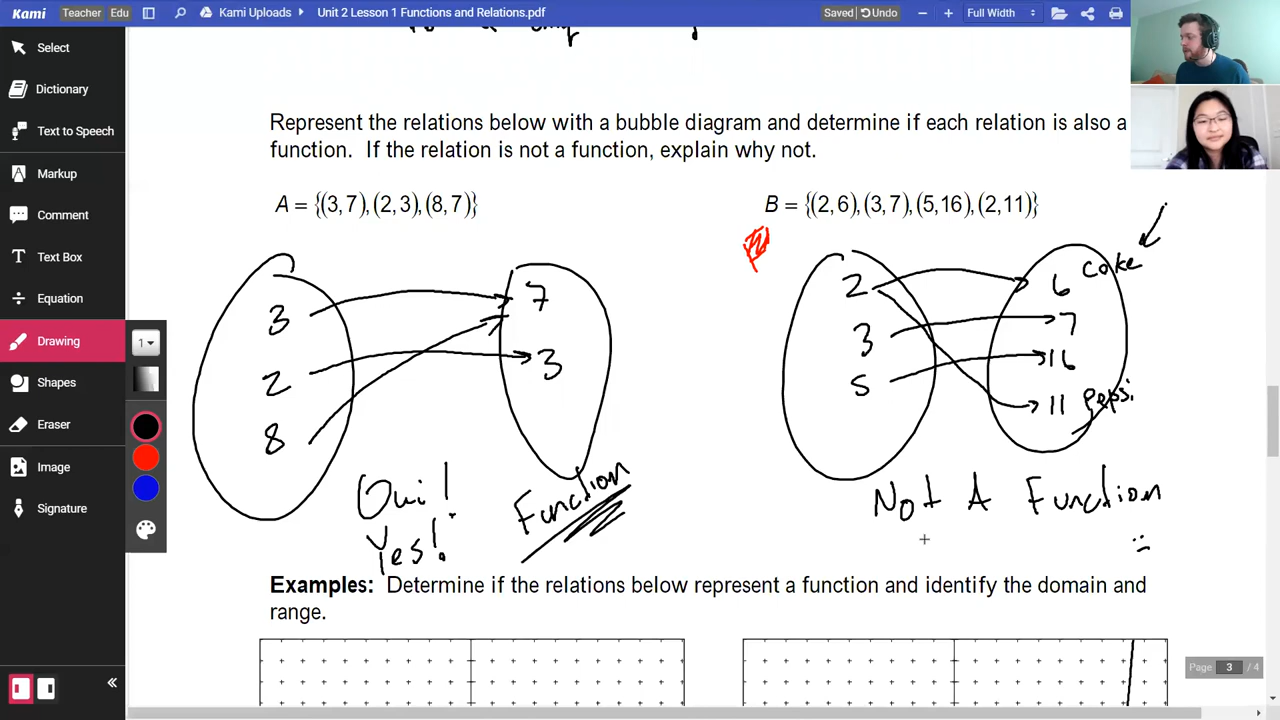 Kami
Teacher
Edu
Kami Uploads
Unit 2 Lesson 1 Functions and Relations.pdf
Saved
Undo
Full Width
Select
Dictionary
Text to Speech
Markup
Comment
Text Box
Equation
Drawing
Shapes
Eraser
Image
Signature
1
Represent the relations below with a bubble diagram and determine if each relation is also a
function. If the relation is not a function, explain why not.
A = {(3,7),(2,3),(8,7)}
B = {(2,6),(3,7),(5,16),(2,11)}
3
2
8
7
3
Oui!
Yes!
Function
2
3
5
6 coke
7
16
11 pepsi
Not A Function
Examples: Determine if the relations below represent a function and identify the domain and
range.
Page 3 / 4